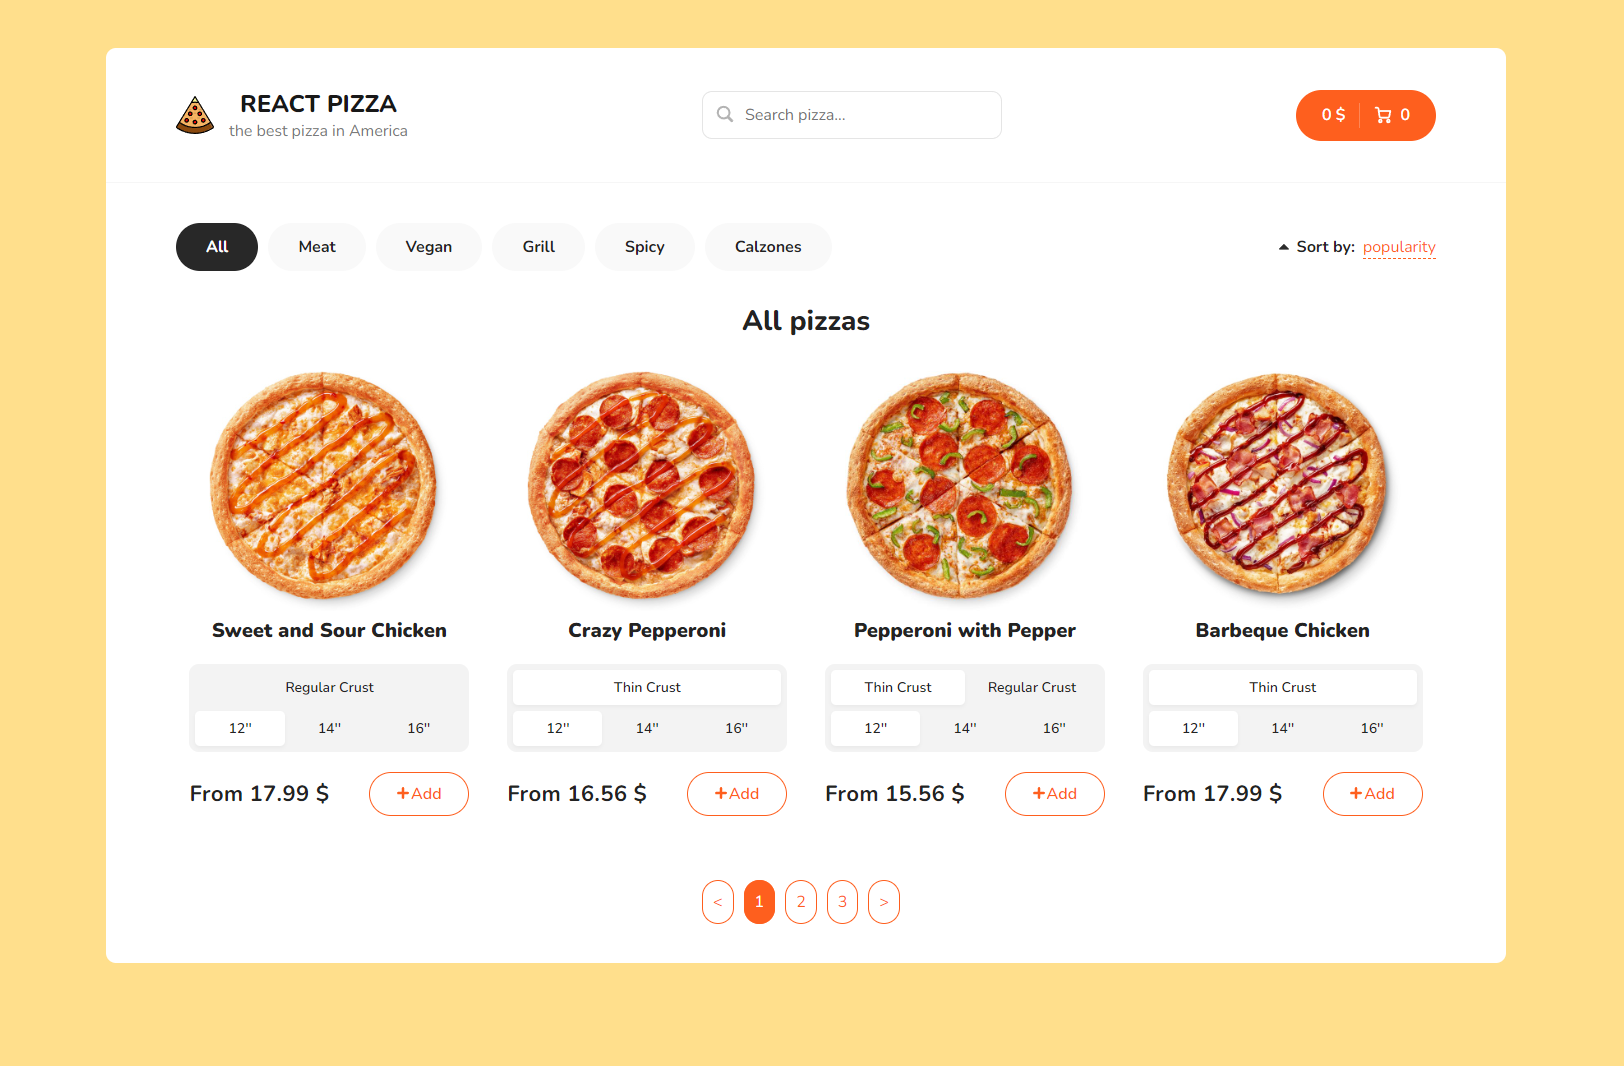 REACT PIZZA
the best pizza in America
Search pizza...
0 $ 0
All Meat Vegan Grill Spicy Calzones
Sort by: popularity
All pizzas
Sweet and Sour Chicken
Regular Crust
12'' 14'' 16''
From 17.99 $ +Add
Crazy Pepperoni
Thin Crust
12'' 14'' 16''
From 16.56 $ +Add
Pepperoni with Pepper
Thin Crust Regular Crust
12'' 14'' 16''
From 15.56 $ +Add
Barbeque Chicken
Thin Crust
12'' 14'' 16''
From 17.99 $ +Add
< 1 2 3 >